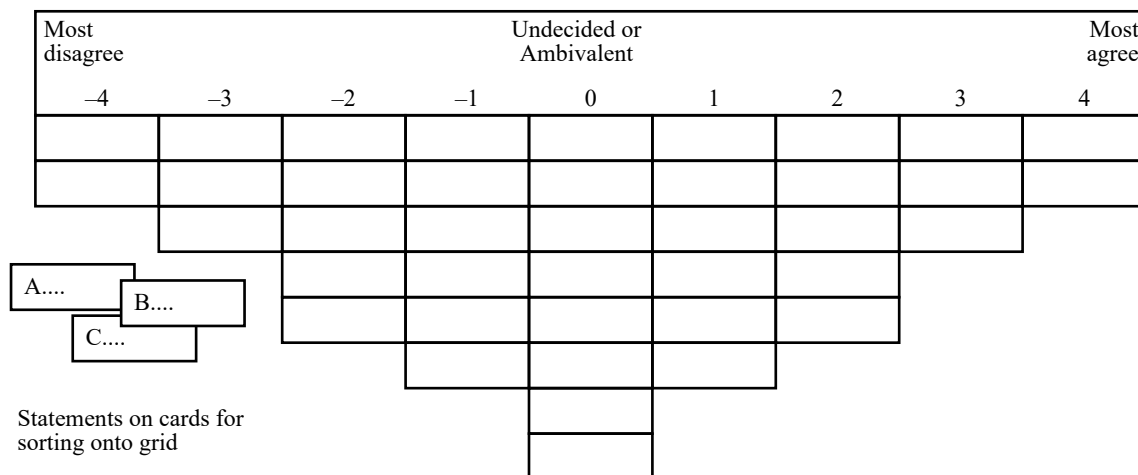 Most Undecided or Most
disagree Ambivalent agree
–4 –3 –2 –1 0 1 2 3 4
A....
B....
C....
Statements on cards for
sorting onto grid